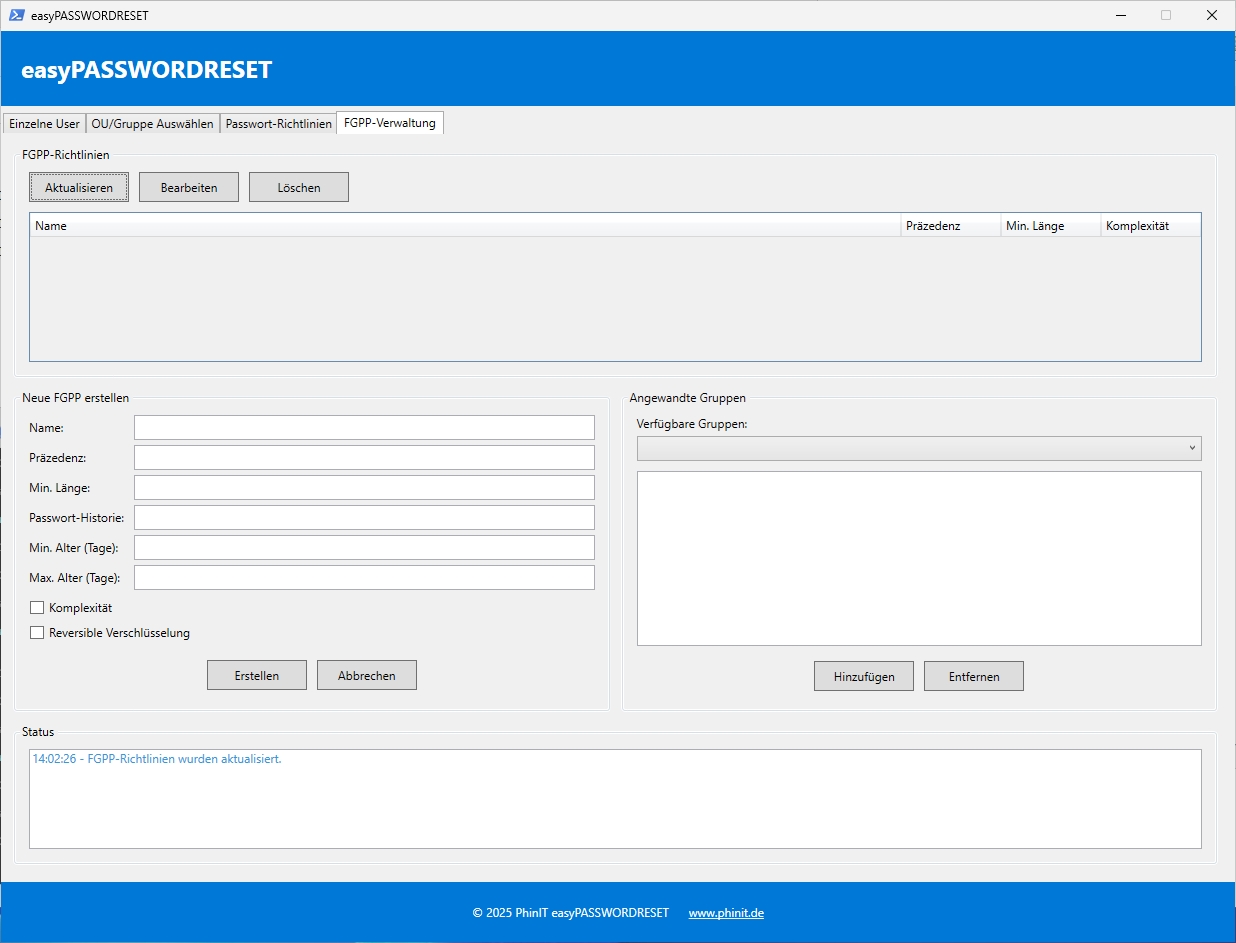 easyPASSWORDRESET
easyPASSWORDRESET
Einzelne User OU/Gruppe Auswählen Passwort-Richtlinien FGPP-Verwaltung
FGPP-Richtlinien
Aktualisieren Bearbeiten Löschen
Name Präzedenz Min. Länge Komplexität
Neue FGPP erstellen
Name:
Präzedenz:
Min. Länge:
Passwort-Historie:
Min. Alter (Tage):
Max. Alter (Tage):
Komplexität
Reversible Verschlüsselung
Erstellen Abbrechen
Angewandte Gruppen
Verfügbare Gruppen:
Hinzufügen Entfernen
Status
14:02:26 - FGPP-Richtlinien wurden aktualisiert.
© 2025 PhinIT easyPASSWORDRESET www.phinit.de